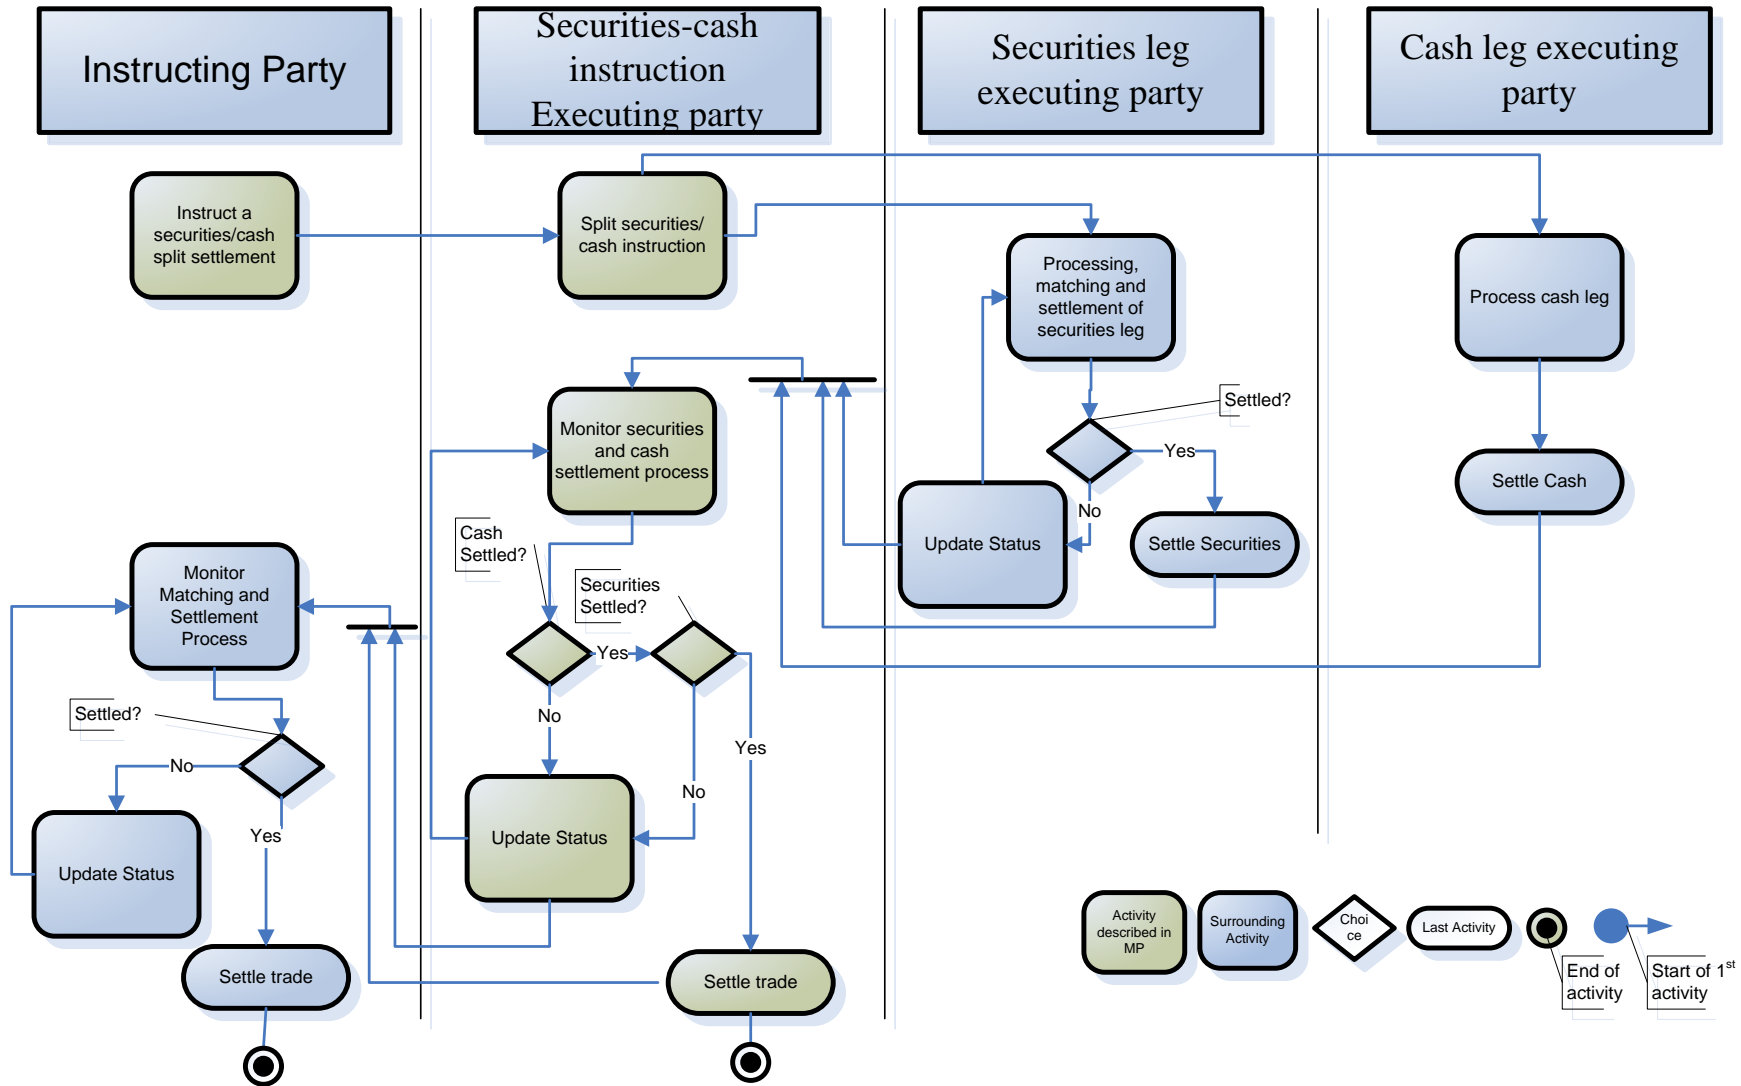 Instructing Party
Securities-cash
instruction
Executing party
Securities leg
executing party
Cash leg executing
party
Instruct a
securities/cash
split settlement
Split securities/
cash instruction
Processing,
matching and
settlement of
securities leg
Process cash leg
Settled?
Monitor securities
and cash
settlement process
Yes
Settle Cash
No
Cash
Settled?
Update Status
Settle Securities
Monitor
Matching and
Settlement
Process
Securities
Settled?
Yes
Settled?
No
Yes
No
No
Yes
Update Status
Update Status
Settle trade
Settle trade
Activity
described in
MP
Surrounding
Activity
Choi
ce
Last Activity
End of
activity
Start of 1st
activity